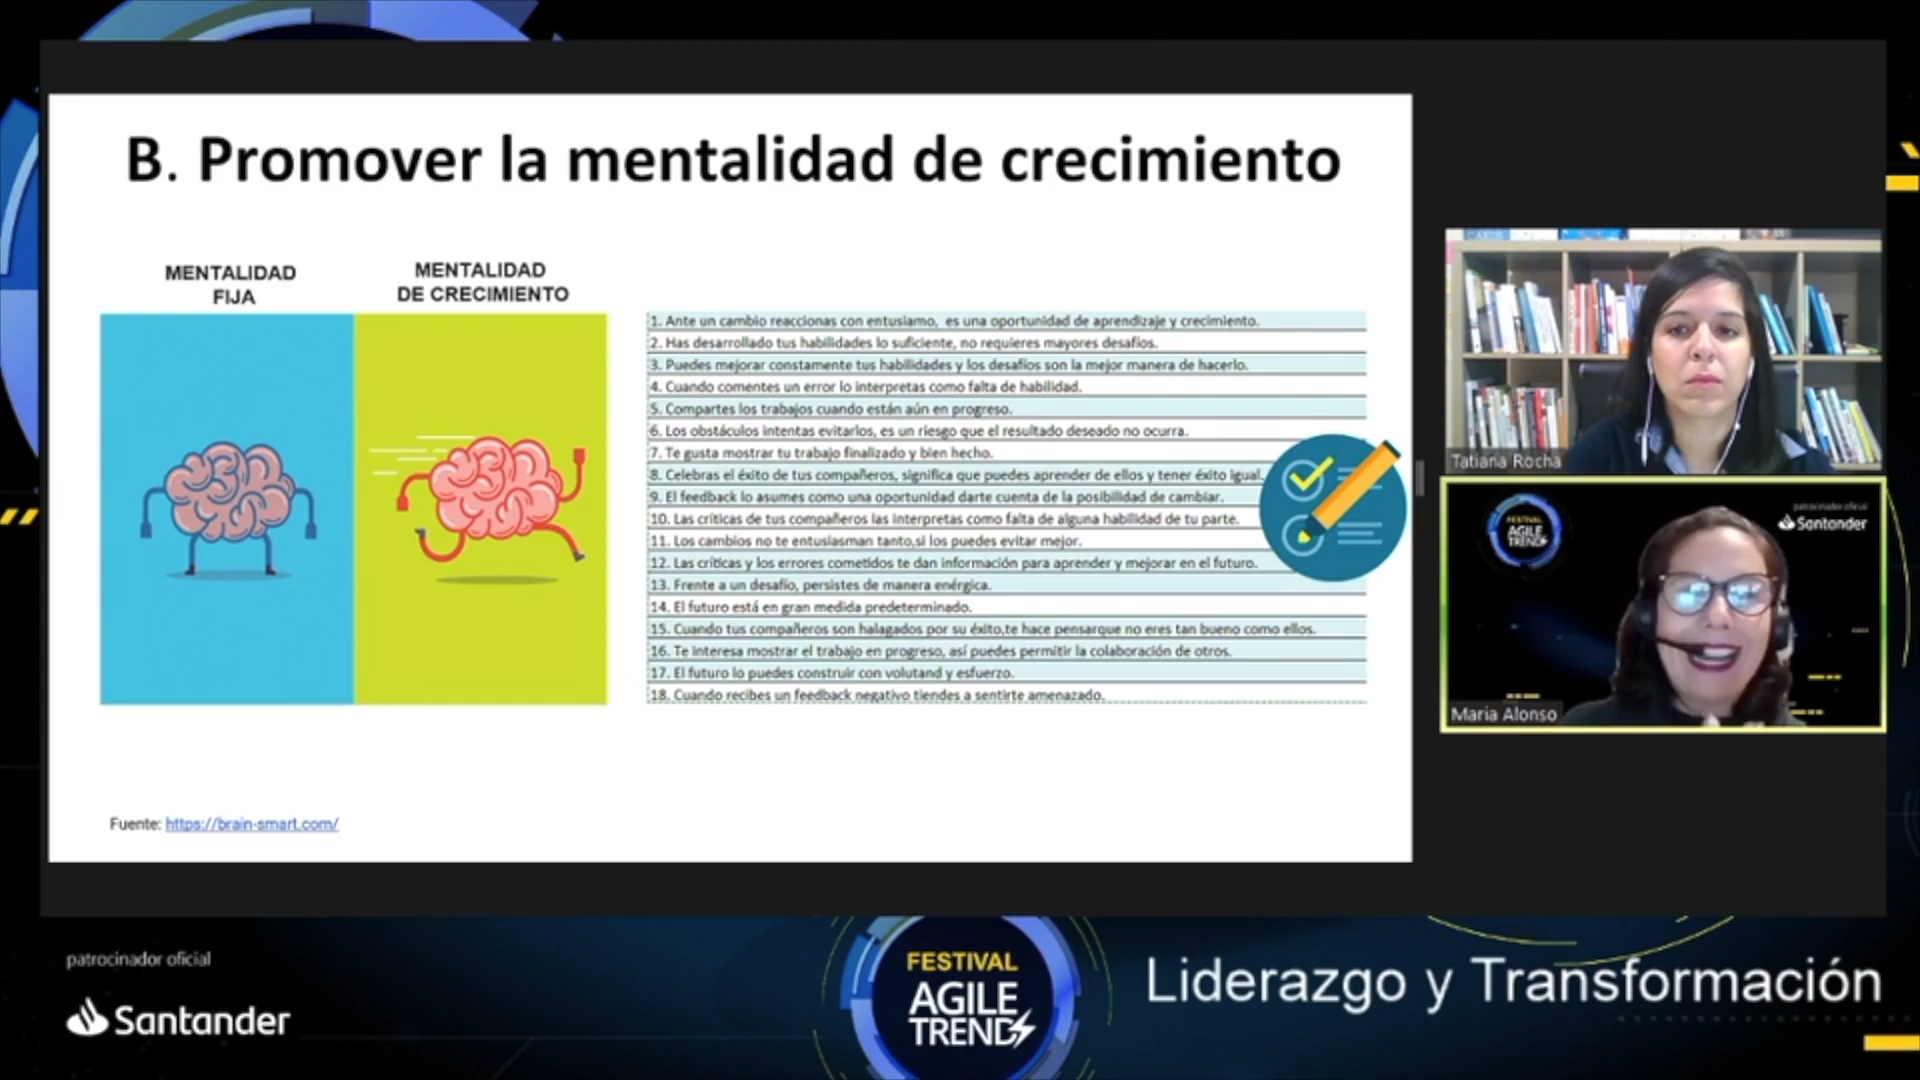 B. Promover la mentalidad de crecimiento
MENTALIDAD
FIJA
MENTALIDAD
DE CRECIMIENTO
1. Ante un cambio reaccionas con entusiamo, es una oportunidad de aprendizaje y crecimiento.
2. Has desarrollado tus habilidades lo suficiente, no requieres mayores desafíos.
3. Puedes mejorar constamente tus habilidades y los desafíos son la mejor manera de hacerlo.
4. Cuando comentes un error lo interpretas como falta de habilidad.
5. Compartes los trabajos cuando están aún en progreso.
6. Los obstáculos intentas evitarlos, es un riesgo que el resultado deseado no ocurra.
7. Te gusta mostrar tu trabajo finalizado y bien hecho.
8. Celebras el éxito de tus compañeros, significa que puedes aprender de ellos y tener éxito igual.
9. El feedback lo asumes como una oportunidad darte cuenta de la posibilidad de cambiar.
10. Las críticas de tus compañeros las interpretas como falta de alguna habilidad de tu parte.
11. Los cambios no te entusiasman tanto,si los puedes evitar mejor.
12. Las críticas y los errores cometidos te dan información para aprender y mejorar en el futuro.
13. Frente a un desafío, persistes de manera enérgica.
14. El futuro está en gran medida predeterminado.
15. Cuando tus compañeros son halagados por su éxito,te hace pensarque no eres tan bueno como ellos.
16. Te interesa mostrar el trabajo en progreso, así puedes permitir la colaboración de otros.
17. El futuro lo puedes construir con volutand y esfuerzo.
18. Cuando recibes un feedback negativo tiendes a sentirte amenazado.
Fuente: https://brain-smart.com/
Tatiana Rocha
FESTIVAL
AGILE
TRENDS
patrocinador oficial
Santander
Maria Alonso
patrocinador oficial
Santander
FESTIVAL
AGILE
TRENDS
Liderazgo y Transformación